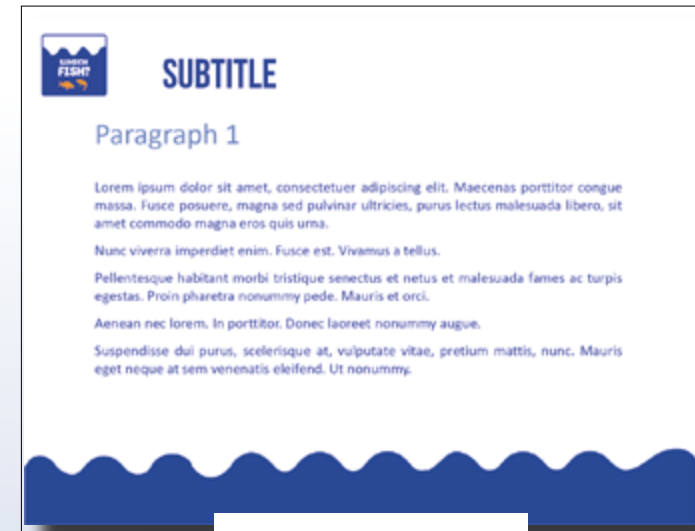 FISH?
SUBTITLE
Paragraph 1
Lorem ipsum dolor sit amet, consectetuer adipiscing elit. Maecenas porttitor congue
massa. Fusce posuere, magna sed pulvinar ultricies, purus lectus malesuada libero, sit
amet commodo magna eros quis urna.
Nunc viverra imperdiet enim. Fusce est. Vivamus a tellus.
Pellentesque habitant morbi tristique senectus et netus et malesuada fames ac turpis
egestas. Proin pharetra nonummy pede. Mauris et orci.
Aenean nec lorem. In porttitor. Donec laoreet nonummy augue.
Suspendisse dui purus, scelerisque at, vulputate vitae, pretium mattis, nunc. Mauris
eget neque at sem venenatis eleifend. Ut nonummy.